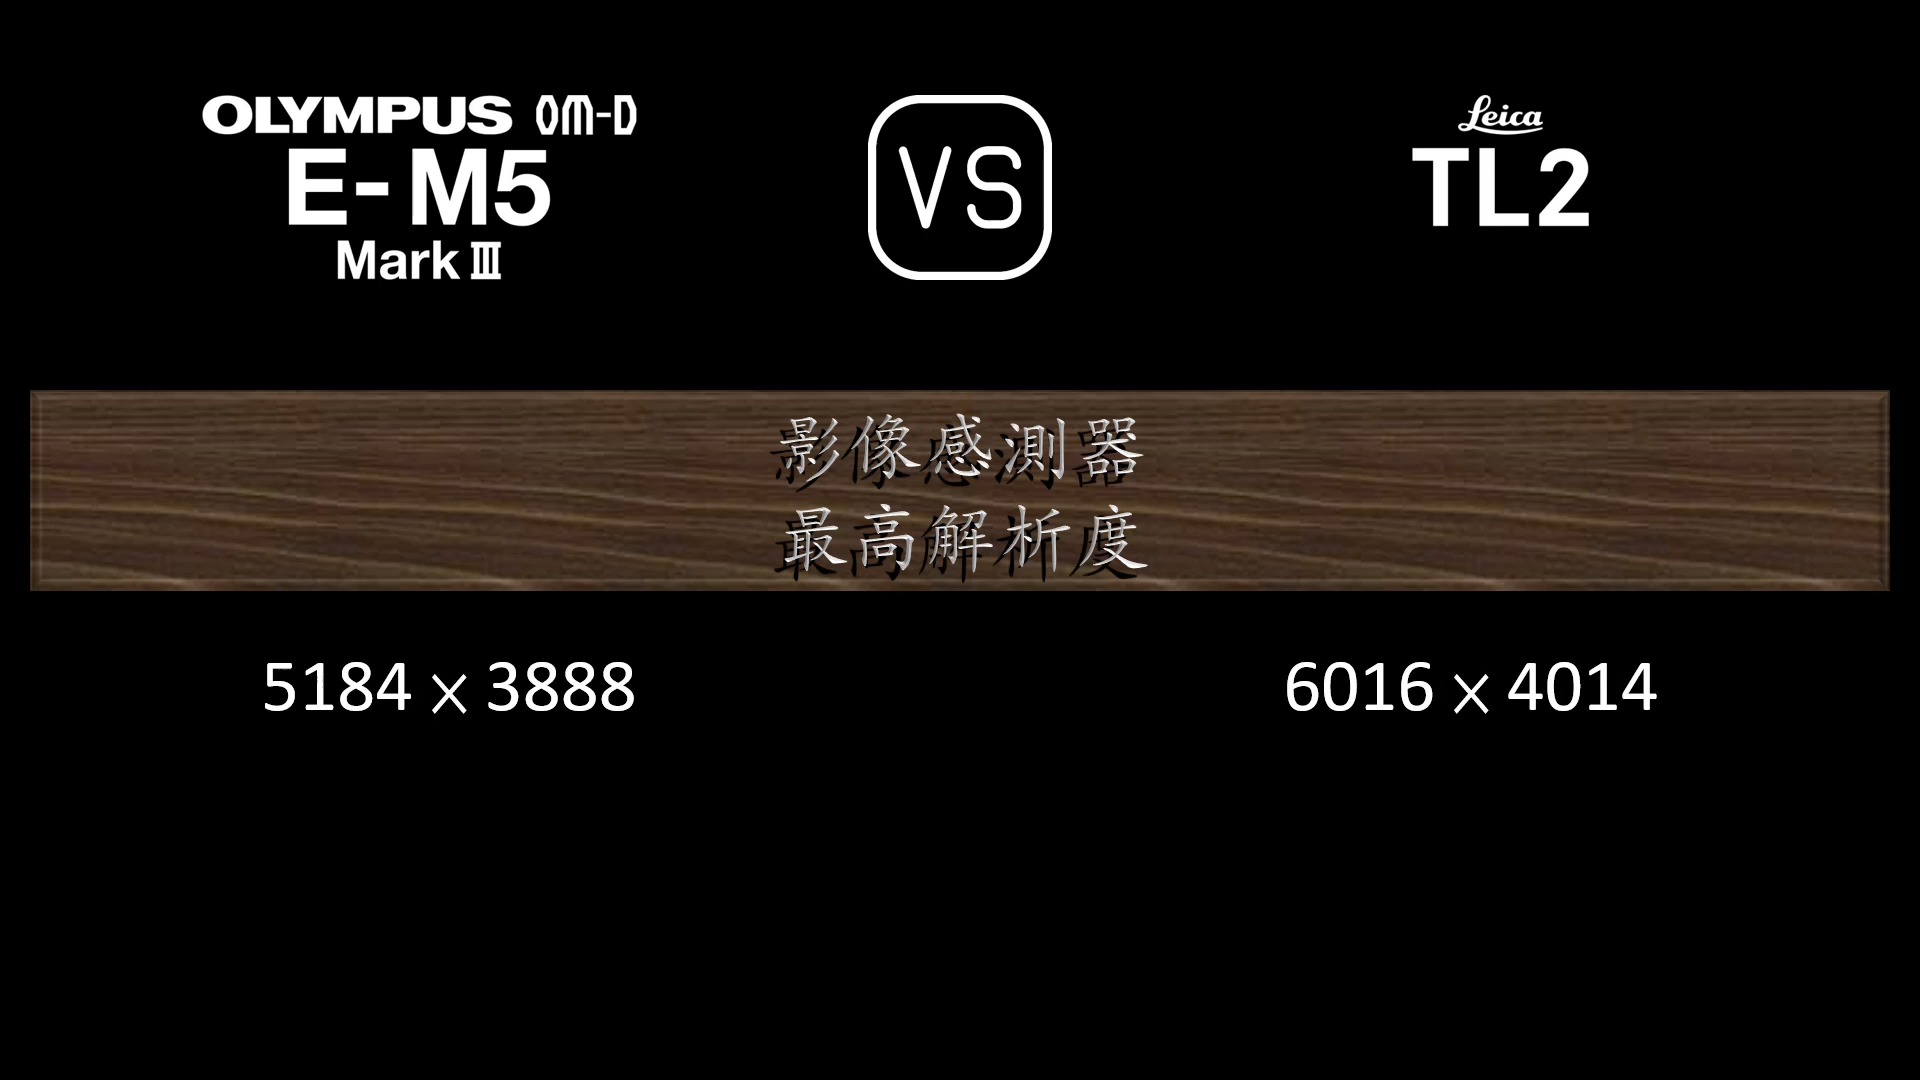 OLYMPUS OM-D
E-M5
Mark III
VS
Leica
TL2
影像感測器
最高解析度
5184 x 3888
6016 x 4014